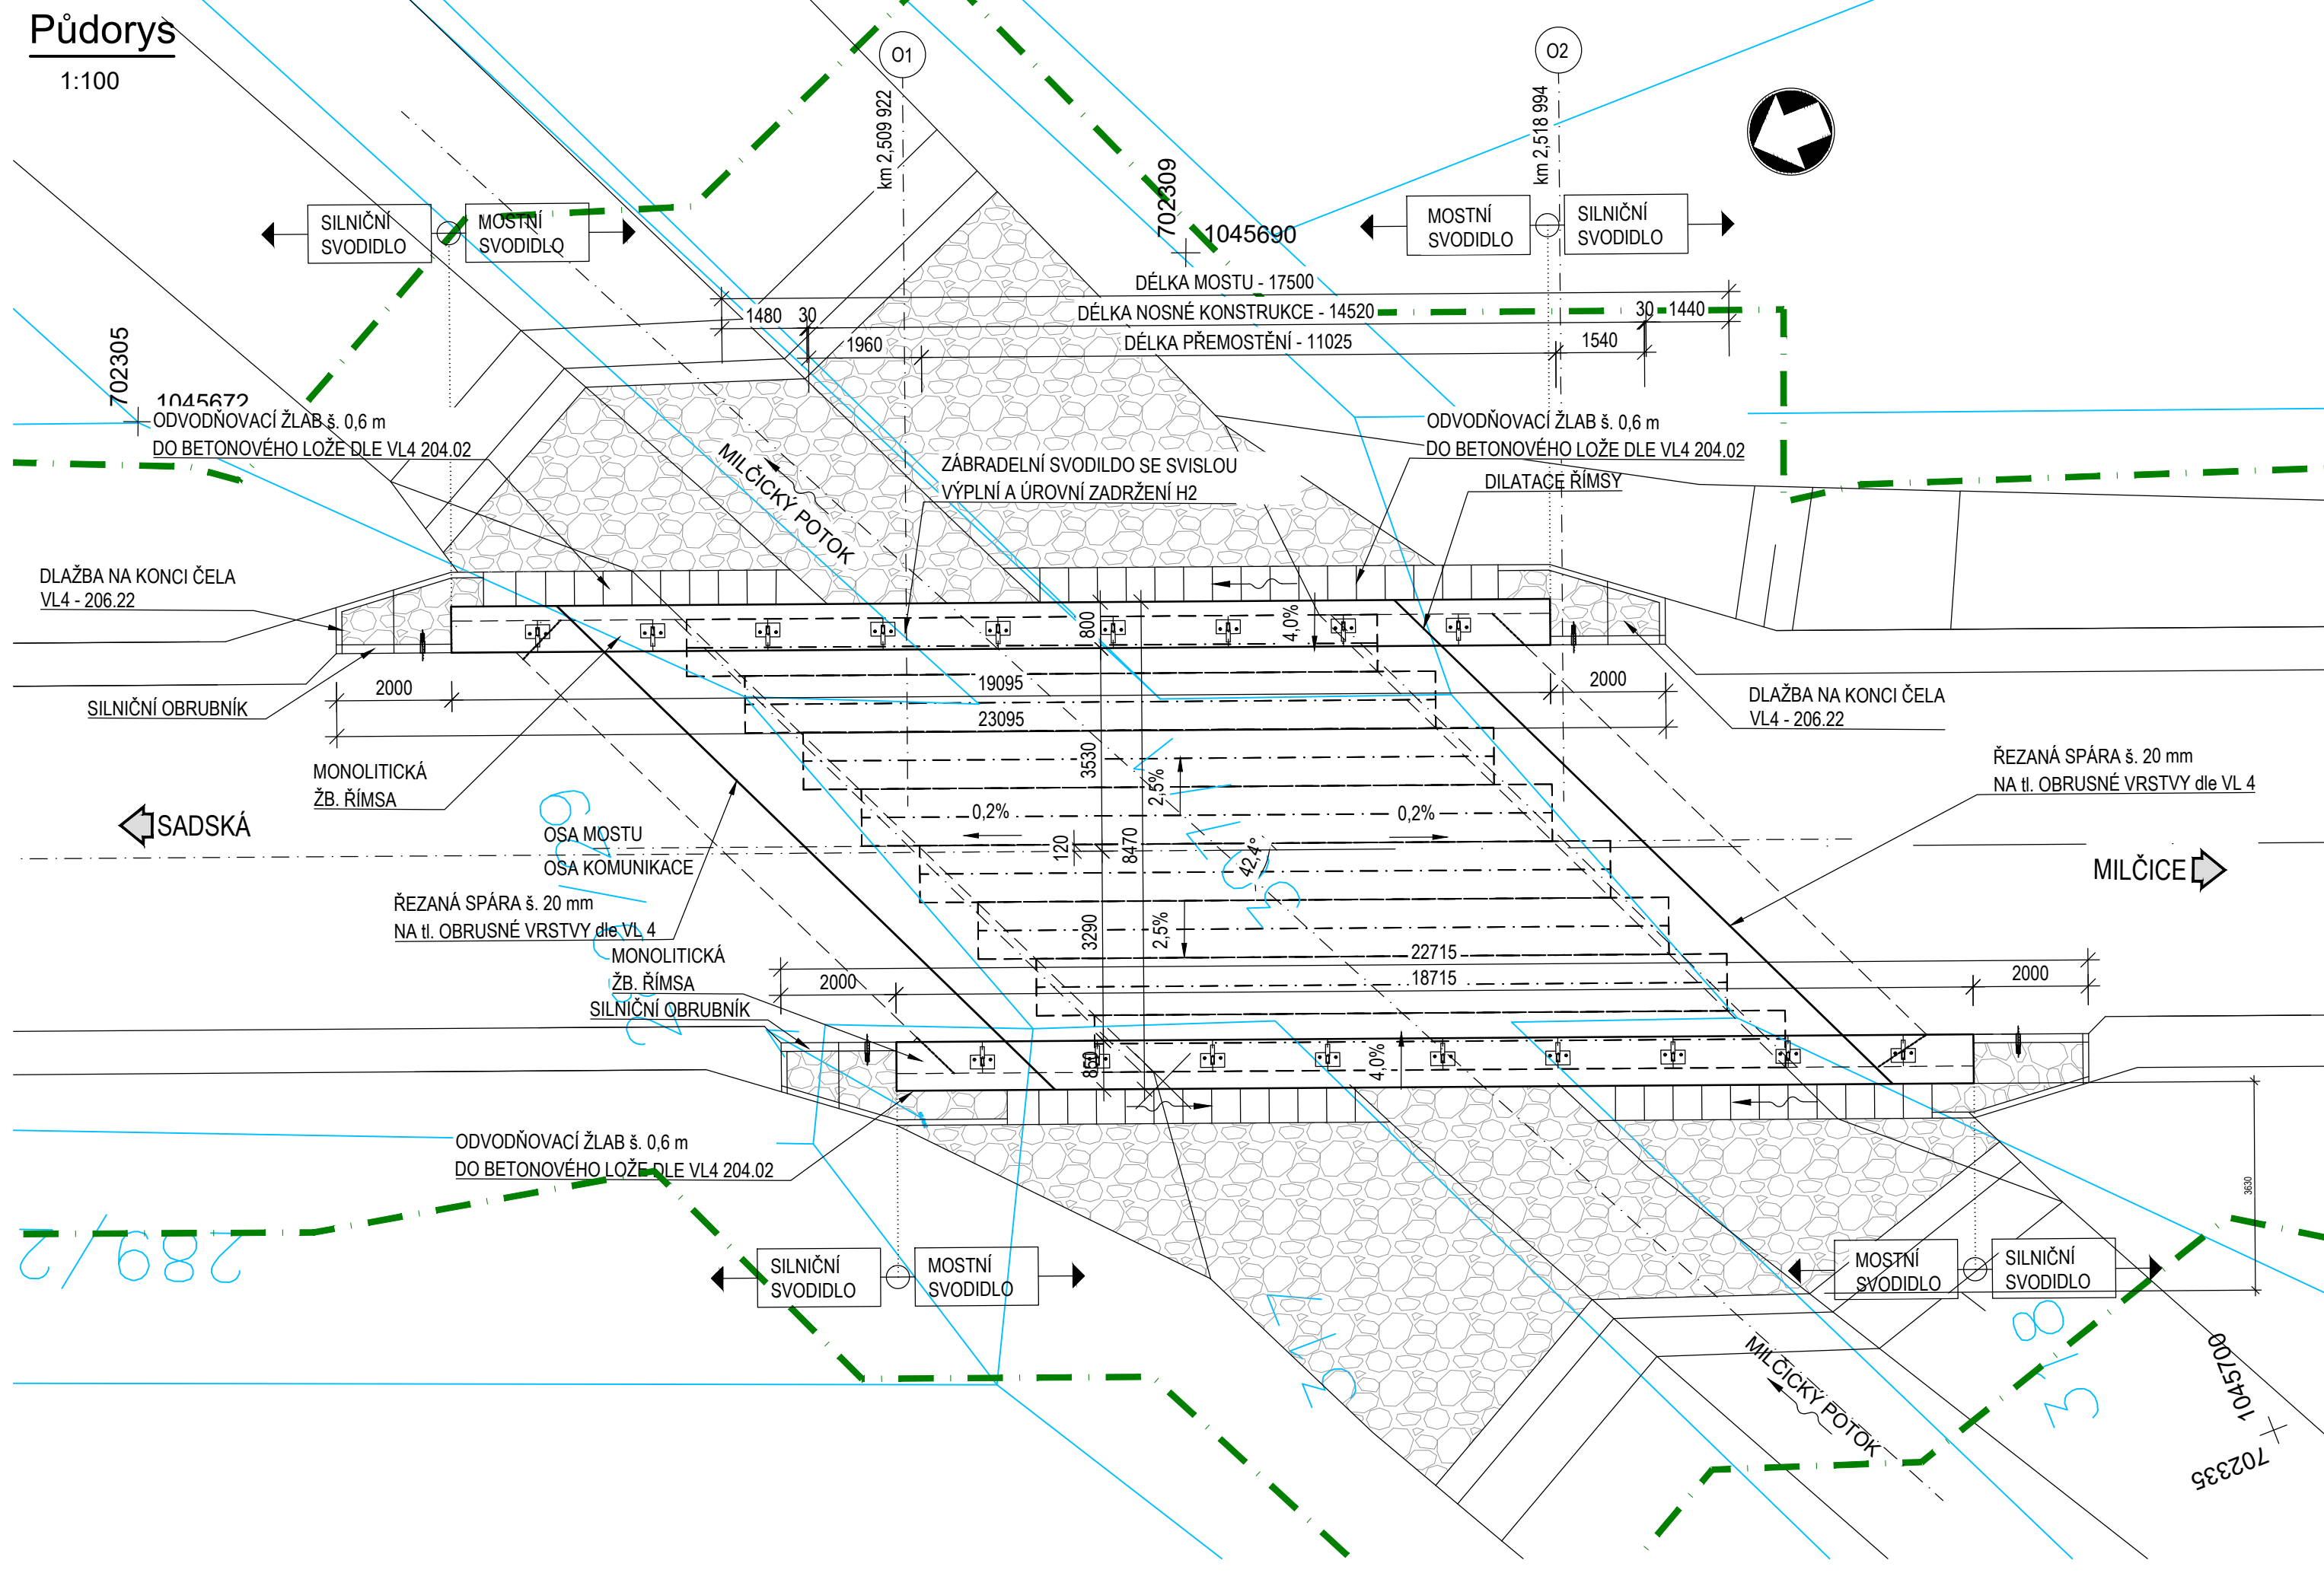 Půdorys
1:100
O1
O2
km 2,509 922
km 2,518 994
SILNIČNÍ
SVODIDLO
MOSTNÍ
SVODIDLO
MOSTNÍ
SVODIDLO
SILNIČNÍ
SVODIDLO
702309
1045690
DÉLKA MOSTU - 17500
1480
30
DÉLKA NOSNÉ KONSTRUKCE - 14520
30
1440
1960
DÉLKA PŘEMOSTĚNÍ - 11025
1540
702305
1045672
ODVODŇOVACÍ ŽLAB š. 0,6 m
DO BETONOVÉHO LOŽE DLE VL4 204.02
MILČICKÝ POTOK
ZÁBRADELNÍ SVODILDO SE SVISLOU
VÝPLNÍ A ÚROVNÍ ZADRŽENÍ H2
ODVODŇOVACÍ ŽLAB š. 0,6 m
DO BETONOVÉHO LOŽE DLE VL4 204.02
DILATACE ŘÍMSY
DLAŽBA NA KONCI ČELA
VL4 - 206.22
SILNIČNÍ OBRUBNÍK
800
4,0%
2000
19095
2000
23095
DLAŽBA NA KONCI ČELA
VL4 - 206.22
MONOLITICKÁ
ŽB. ŘÍMSA
3530
2,5%
ŘEZANÁ SPÁRA š. 20 mm
NA tl. OBRUSNÉ VRSTVY dle VL 4
SADSKÁ
0,2%
0,2%
OSA MOSTU
OSA KOMUNIKACE
120
8470
42,4°
MILČICE
ŘEZANÁ SPÁRA š. 20 mm
NA tl. OBRUSNÉ VRSTVY dle VL 4
3290
2,5%
MONOLITICKÁ
ŽB. ŘÍMSA
SILNIČNÍ OBRUBNÍK
22715
2000
18715
2000
850
4,0%
ODVODŇOVACÍ ŽLAB š. 0,6 m
DO BETONOVÉHO LOŽE DLE VL4 204.02
3630
289/2
SILNIČNÍ
SVODIDLO
MOSTNÍ
SVODIDLO
MOSTNÍ
SVODIDLO
SILNIČNÍ
SVODIDLO
MILČICKÝ POTOK
1045700
702335